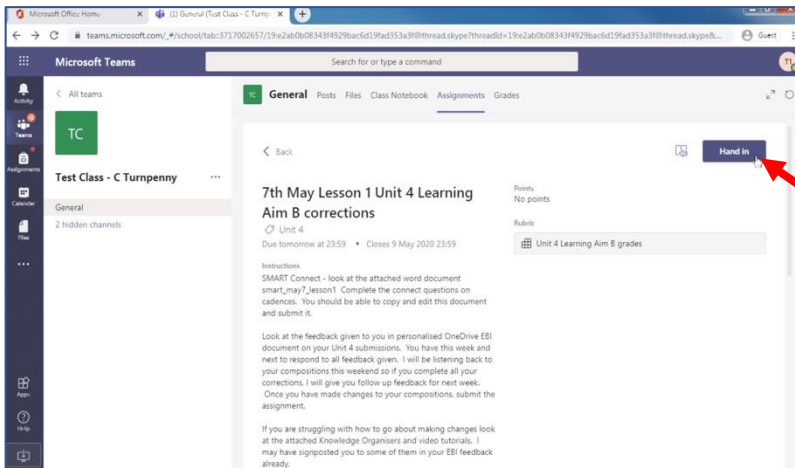 Microsoft Office Home
(1) General (Test Class - C Turnp
teams.microsoft.com/_#/school/tab::3717002657/19:e2ab0b08343f4929bac6d19fad353a3f@thread.skype?threadId=19:e2ab0b08343f4929bac6d19fad353a3f@thread.skype&...
Guest
Microsoft Teams
Search for or type a command
Activity
Teams
Assignments
Calendar
Files
Apps
Help
All teams
TC
Test Class - C Turnpenny
General
2 hidden channels
TC
General Posts Files Class Notebook Assignments Grades
Back
Hand in
7th May Lesson 1 Unit 4 Learning
Aim B corrections
Unit 4
Due tomorrow at 23:59 • Closes 9 May 2020 23:59
Instructions
SMART Connect - look at the attached word document
smart_may7_lesson1 Complete the connect questions on
cadences. You should be able to copy and edit this document
and submit it.
Look at the feedback given to you in personalised OneDrive EBI
document on your Unit 4 submissions. You have this week and
next to respond to all feedback given. I will be listening back to
your compositions this weekend so if you complete all your
corrections, I will give you follow up feedback for next week.
Once you have made changes to your compositions, submit the
assignment.
If you are struggling with how to go about making changes look
at the attached Knowledge Organisers and video tutorials. I
may have signposted you to some of them in your EBI feedback
already.
Points
No points
Rubric
Unit 4 Learning Aim B grades